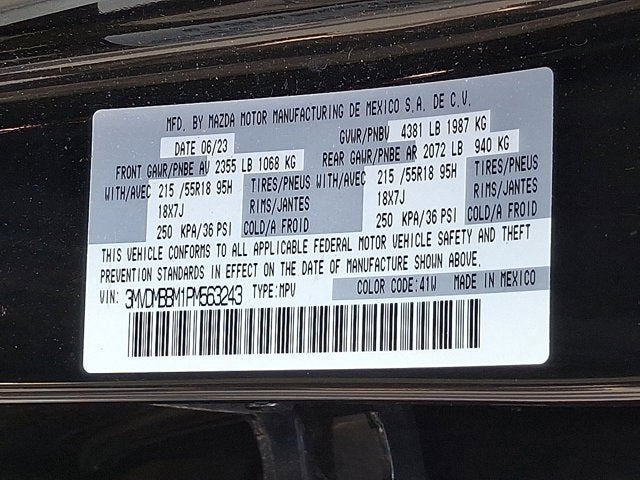 MFD. BY MAZDA MOTOR MANUFACTURING DE MEXICO S.A. DE C.V.
DATE 06/23 GVWR/PNBV 4381 LB 1987 KG
FRONT GAWR/PNBE AV 2355 LB 1068 KG REAR GAWR/PNBE AR 2072 LB 940 KG
WITH/AVEC 215 /55R18 95H TIRES/PNEUS WITH/AVEC 215 /55R18 95H TIRES/PNEUS
18X7J RIMS/JANTES 18X7J RIMS/JANTES
250 KPA/36 PSI COLD/A FROID 250 KPA/36 PSI COLD/A FROID
THIS VEHICLE CONFORMS TO ALL APPLICABLE FEDERAL MOTOR VEHICLE SAFETY AND THEFT
PREVENTION STANDARDS IN EFFECT ON THE DATE OF MANUFACTURE SHOWN ABOVE.
VIN: 3MVDMBBM1PM563243 TYPE:MPV COLOR CODE:41W MADE IN MEXICO